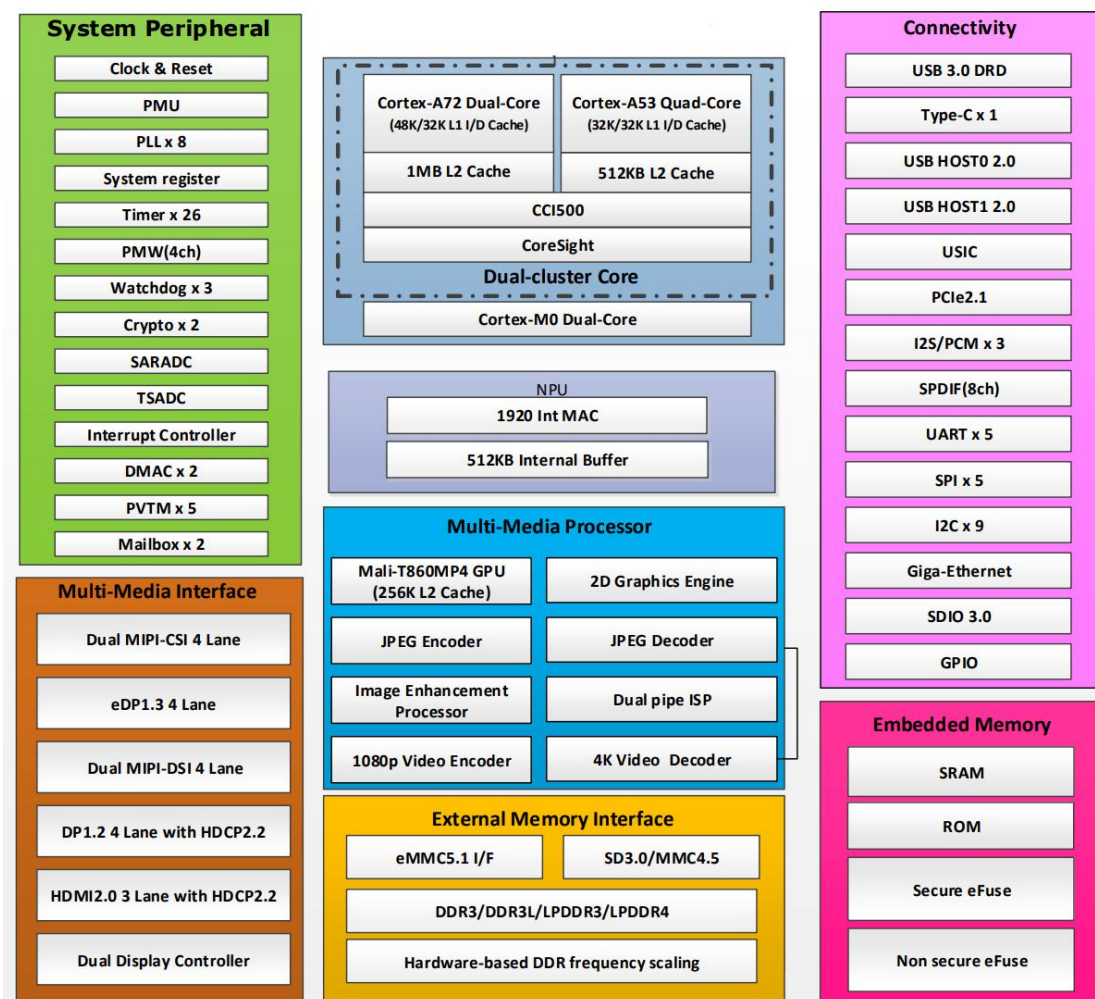 System Peripheral
Clock & Reset
PMU
PLL x 8
System register
Timer x 26
PMW(4ch)
Watchdog x 3
Crypto x 2
SARADC
TSADC
Interrupt Controller
DMAC x 2
PVTM x 5
Mailbox x 2
Multi-Media Interface
Dual MIPI-CSI 4 Lane
eDP1.3 4 Lane
Dual MIPI-DSI 4 Lane
DP1.2 4 Lane with HDCP2.2
HDMI2.0 3 Lane with HDCP2.2
Dual Display Controller
Cortex-A72 Dual-Core
(48K/32K L1 I/D Cache)
1MB L2 Cache
Cortex-A53 Quad-Core
(32K/32K L1 I/D Cache)
512KB L2 Cache
CCI500
CoreSight
Dual-cluster Core
Cortex-M0 Dual-Core
NPU
1920 Int MAC
512KB Internal Buffer
Multi-Media Processor
Mali-T860MP4 GPU
(256K L2 Cache)
2D Graphics Engine
JPEG Encoder
JPEG Decoder
Image Enhancement
Processor
Dual pipe ISP
1080p Video Encoder
4K Video Decoder
External Memory Interface
eMMC5.1 I/F
SD3.0/MMC4.5
DDR3/DDR3L/LPDDR3/LPDDR4
Hardware-based DDR frequency scaling
Connectivity
USB 3.0 DRD
Type-C x 1
USB HOST0 2.0
USB HOST1 2.0
USIC
PCIe2.1
I2S/PCM x 3
SPDIF(8ch)
UART x 5
SPI x 5
I2C x 9
Giga-Ethernet
SDIO 3.0
GPIO
Embedded Memory
SRAM
ROM
Secure eFuse
Non secure eFuse